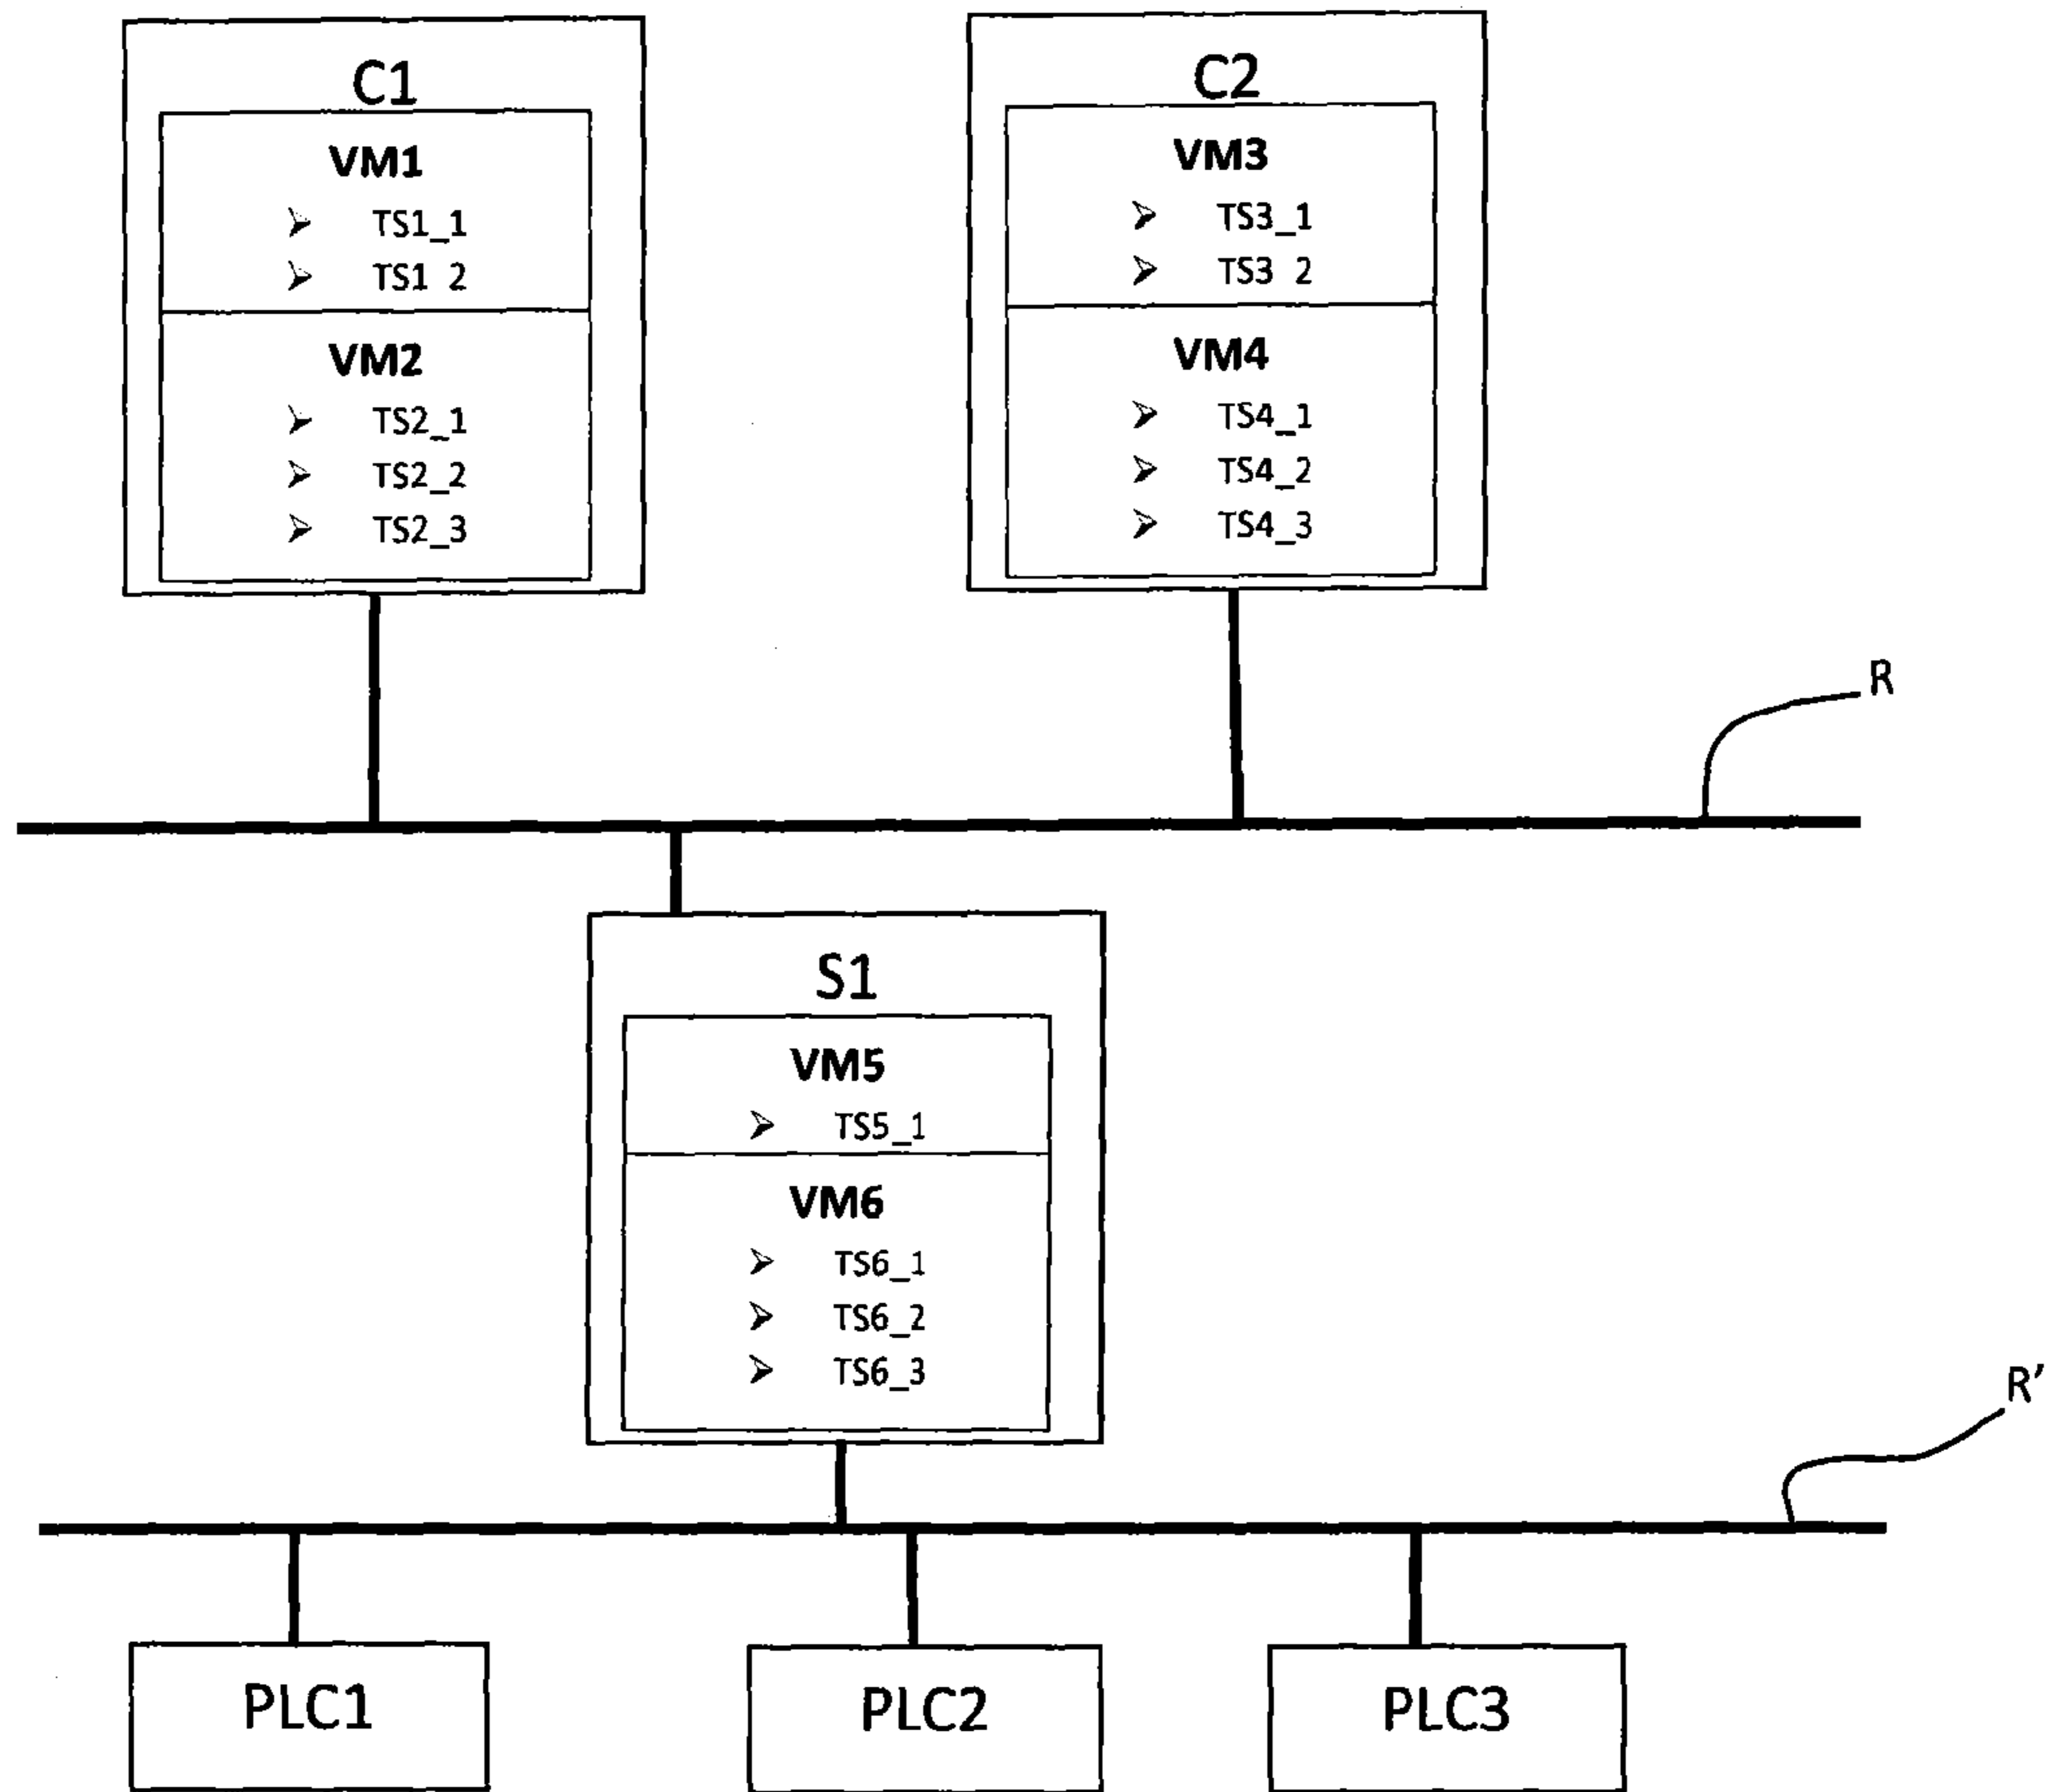 C1
VM1
➢ TS1_1
➢ TS1 2
VM2
➢ TS2_1
➢ TS2_2
➢ TS2_3
C2
VM3
➢ TS3_1
➢ TS3 2
VM4
➢ TS4_1
➢ TS4_2
➢ TS4_3
R
S1
VM5
➢ TS5_1
VM6
➢ TS6_1
➢ TS6_2
➢ TS6_3
R’
PLC1
PLC2
PLC3